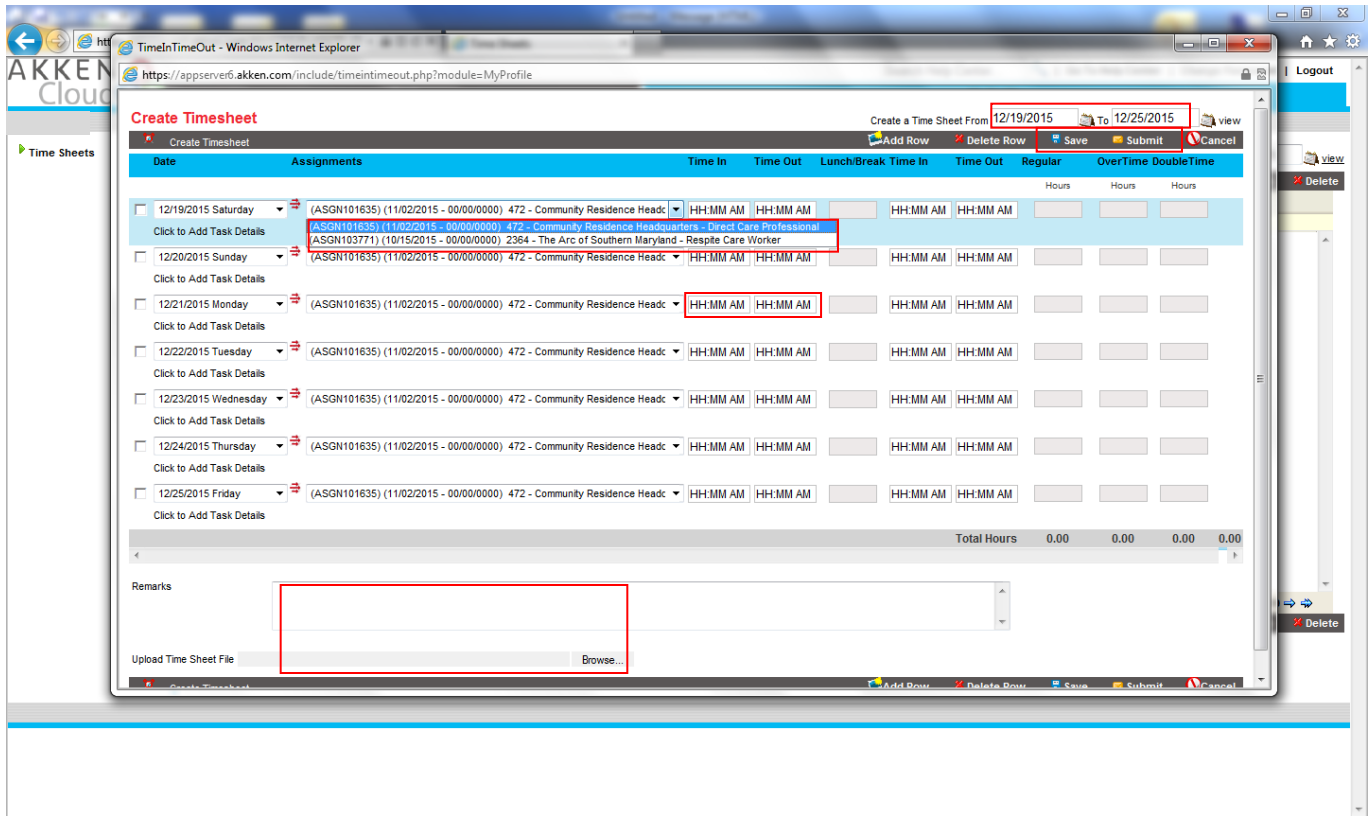 TimeInTimeOut - Windows Internet Explorer
https://appserver6.akken.com/include/timeintimeout.php?module=MyProfile
AKKEN
Cloud
| Logout
Time Sheets
view
Delete
Create Timesheet
Create a Time Sheet From 12/19/2015 To 12/25/2015 view
Create Timesheet Add Row Delete Row Save Submit Cancel
Date Assignments Time In Time Out Lunch/Break Time In Time Out Regular OverTime DoubleTime
Hours Hours Hours
12/19/2015 Saturday (ASGN101635) (11/02/2015 - 00/00/0000) 472 - Community Residence Headc HH:MM AM HH:MM AM HH:MM AM HH:MM AM
(ASGN101635) (11/02/2015 - 00/00/0000) 472 - Community Residence Headquarters - Direct Care Professional
Click to Add Task Details
(ASGN103771) (10/15/2015 - 00/00/0000) 2364 - The Arc of Southern Maryland - Respite Care Worker
12/20/2015 Sunday (ASGN101635) (11/02/2015 - 00/00/0000) 472 - Community Residence Headc HH:MM AM HH:MM AM HH:MM AM HH:MM AM
Click to Add Task Details
12/21/2015 Monday (ASGN101635) (11/02/2015 - 00/00/0000) 472 - Community Residence Headc HH:MM AM HH:MM AM HH:MM AM HH:MM AM
Click to Add Task Details
12/22/2015 Tuesday (ASGN101635) (11/02/2015 - 00/00/0000) 472 - Community Residence Headc HH:MM AM HH:MM AM HH:MM AM HH:MM AM
Click to Add Task Details
12/23/2015 Wednesday (ASGN101635) (11/02/2015 - 00/00/0000) 472 - Community Residence Headc HH:MM AM HH:MM AM HH:MM AM HH:MM AM
Click to Add Task Details
12/24/2015 Thursday (ASGN101635) (11/02/2015 - 00/00/0000) 472 - Community Residence Headc HH:MM AM HH:MM AM HH:MM AM HH:MM AM
Click to Add Task Details
12/25/2015 Friday (ASGN101635) (11/02/2015 - 00/00/0000) 472 - Community Residence Headc HH:MM AM HH:MM AM HH:MM AM HH:MM AM
Click to Add Task Details
Total Hours 0.00 0.00 0.00 0.00
Remarks
Upload Time Sheet File Browse...
Create Timesheet Add Row Delete Row Save Submit Cancel
Delete